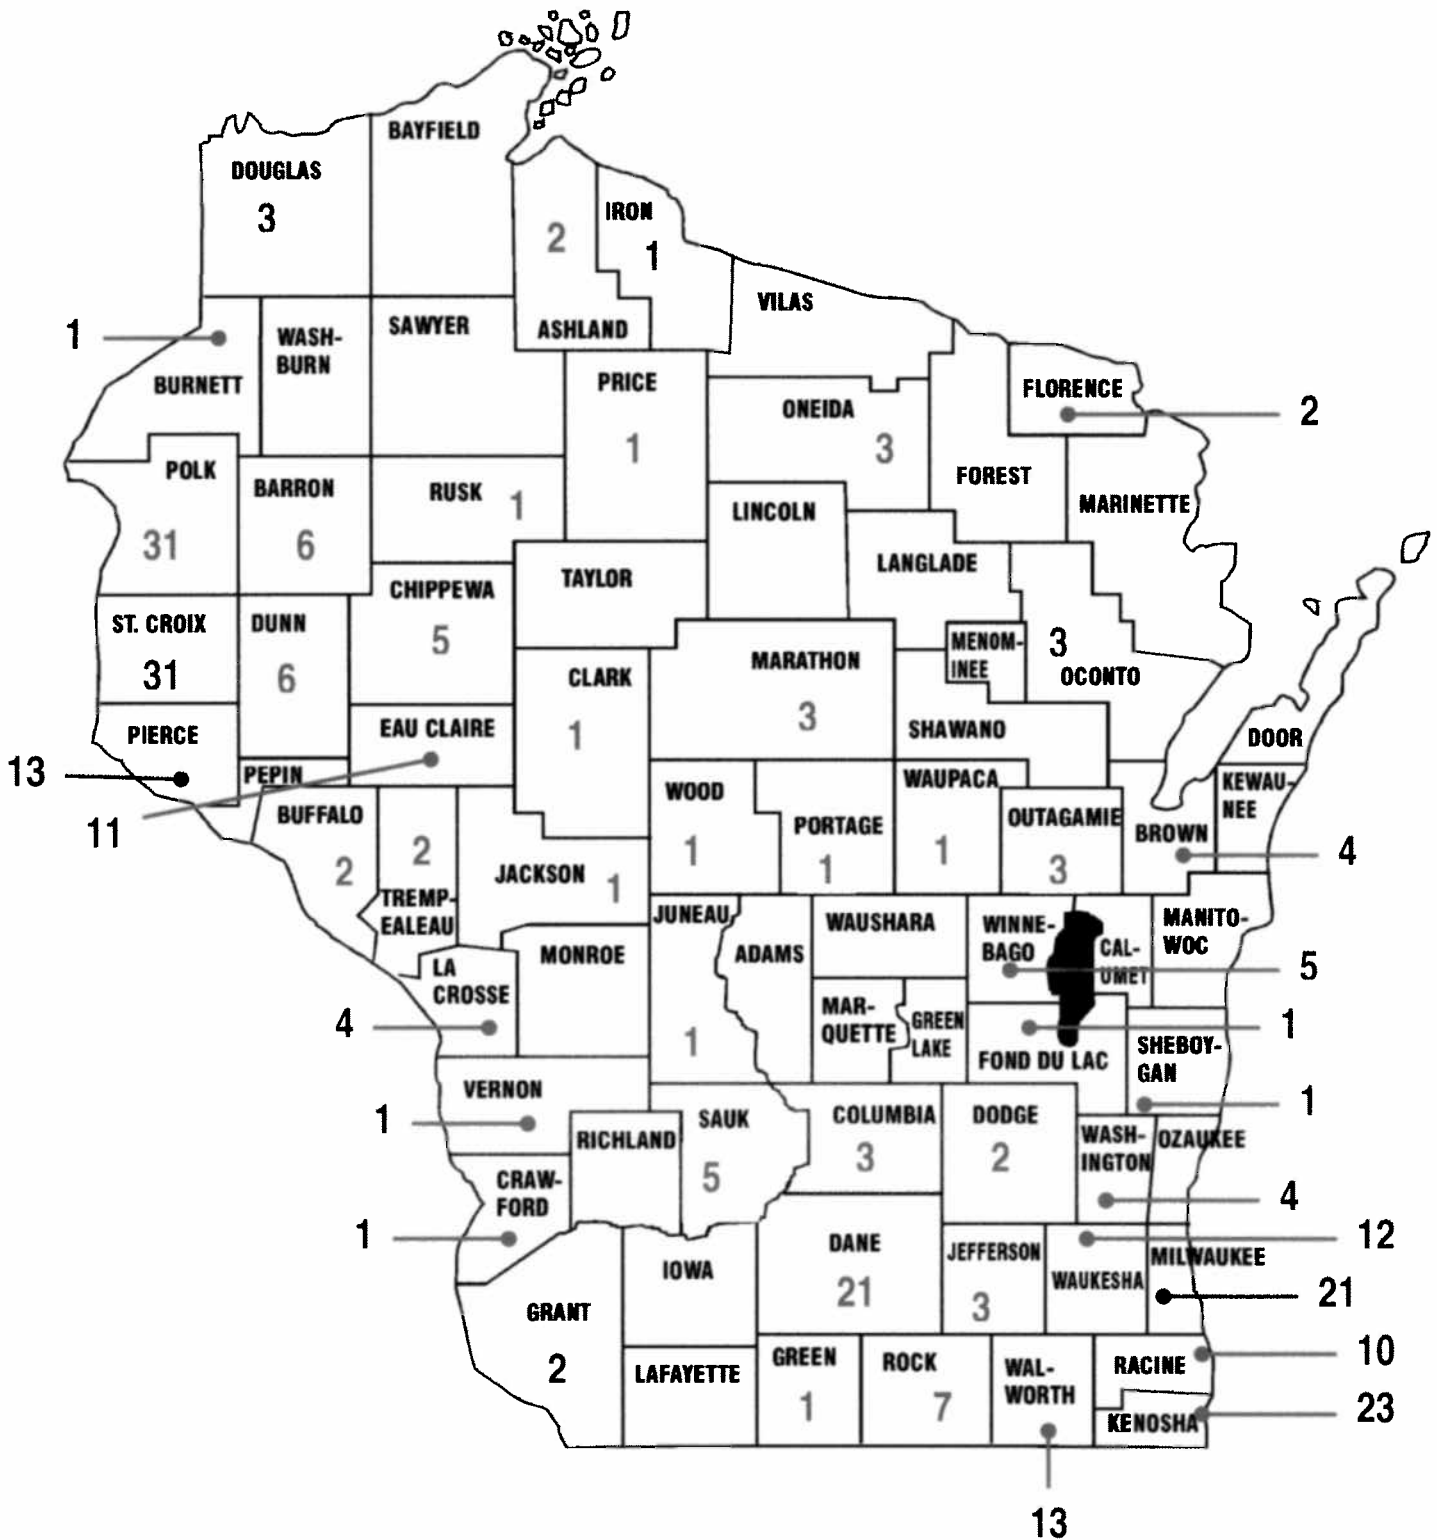 BAYFIELD
DOUGLAS
3
IRON
1
2
ASHLAND
VILAS
1
BURNETT
WASH-
BURN
SAWYER
PRICE
1
ONEIDA
3
FLORENCE
2
FOREST
MARINETTE
POLK
31
BARRON
6
RUSK
1
LINCOLN
LANGLADE
TAYLOR
CHIPPEWA
5
ST. CROIX
31
DUNN
6
CLARK
1
MARATHON
3
MENOM-
INEE
3
OCONTO
SHAWANO
DOOR
PIERCE
13
PEPIN
EAU CLAIRE
11
BUFFALO
2
2
TREMP-
EALEAU
JACKSON
1
WOOD
1
PORTAGE
1
WAUPACA
1
OUTAGAMIE
3
BROWN
4
KEWAU-
NEE
JUNEAU
1
ADAMS
WAUSHARA
WINNE-
BAGO
5
CAL-
UMET
MANITO-
WOC
LA
CROSSE
4
MONROE
MAR-
QUETTE
GREEN
LAKE
FOND DU LAC
1
SHEBOY-
GAN
1
VERNON
1
RICHLAND
SAUK
5
COLUMBIA
3
DODGE
2
WASH-
INGTON
4
OZAUKEE
CRAW-
FORD
1
IOWA
DANE
21
JEFFERSON
3
WAUKESHA
12
MILWAUKEE
21
GRANT
2
LAFAYETTE
GREEN
1
ROCK
7
WAL-
WORTH
13
RACINE
10
KENOSHA
23